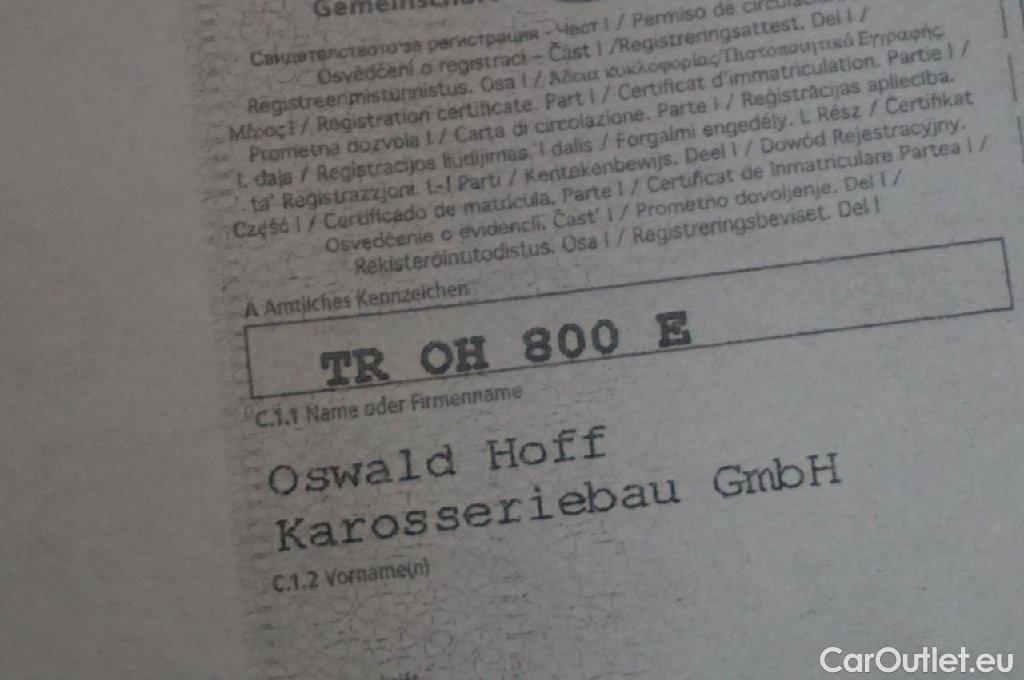 Gemeinscha
Свидетелството за регистрация - Част I / Permiso de circulación
Osvědčení o registraci - Část I /Registreringsattest. Del I /
Registreerimistunnistus. Osa I / Άδεια κυκλοφορίας/Πιστοποιητικό Εγγραφής
Μέρος I / Registration certificate. Part I / Certificat d'immatriculation. Partie I /
Prometna dozvola I / Carta di circolazione. Parte I / Reģistrācijas apliecība.
I. daļa / Registracijos liudijimas. I dalis / Forgalmi engedély. I. Rész / Ċertifikat
ta' Reġistrazzjoni. L-I Parti / Kentekenbewijs. Deel I / Dowód Rejestracyjny.
Część I / Certificado de matrícula. Parte I / Certificat de înmatriculare Partea I /
Osvedčenie o evidencii. Časť I / Prometno dovoljenje. Del I /
Rekisteröintitodistus. Osa I / Registreringsbeviset. Del I
A Amtliches Kennzeichen
TR OH 800 E
C.1.1 Name oder Firmenname
Oswald Hoff
Karosseriebau GmbH
C.1.2 Vorname(n)
CarOutlet.eu